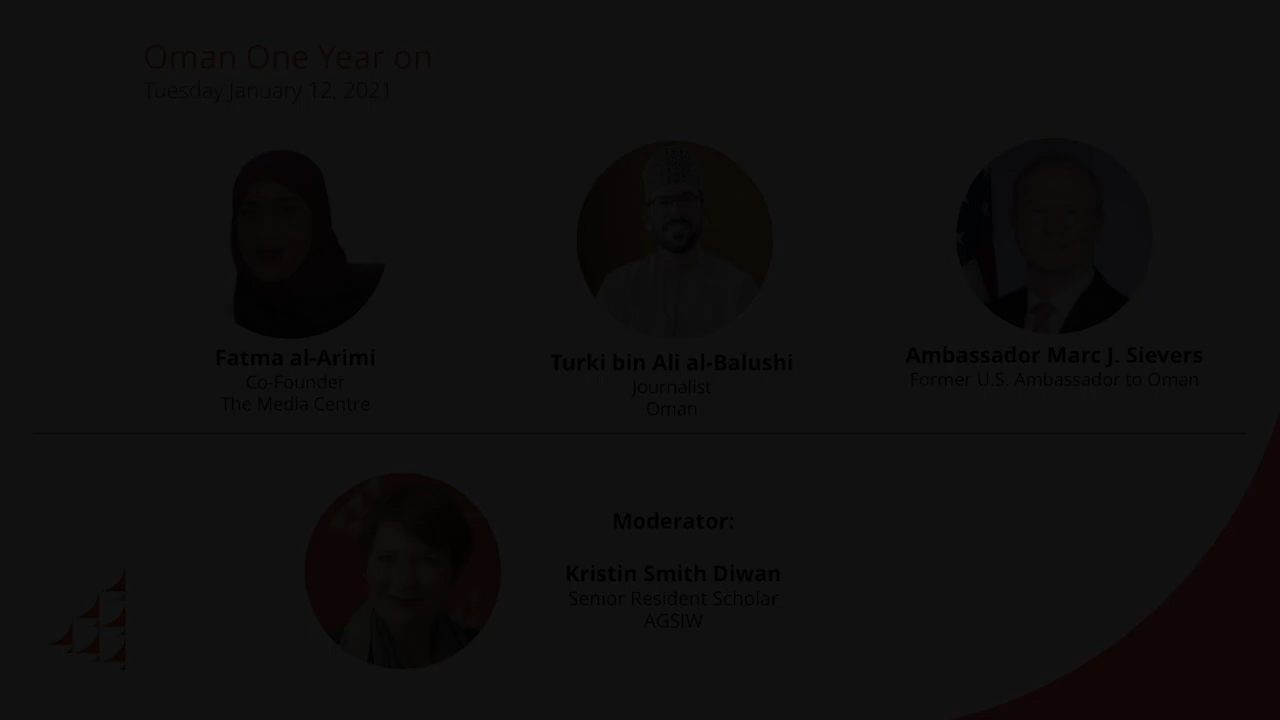 Oman One Year on
Tuesday January 12, 2021
Fatma al-Arimi
Co-Founder
The Media Centre
Turki bin Ali al-Balushi
Journalist
Oman
Ambassador Marc J. Sievers
Former U.S. Ambassador to Oman
Moderator:
Kristin Smith Diwan
Senior Resident Scholar
AGSIW